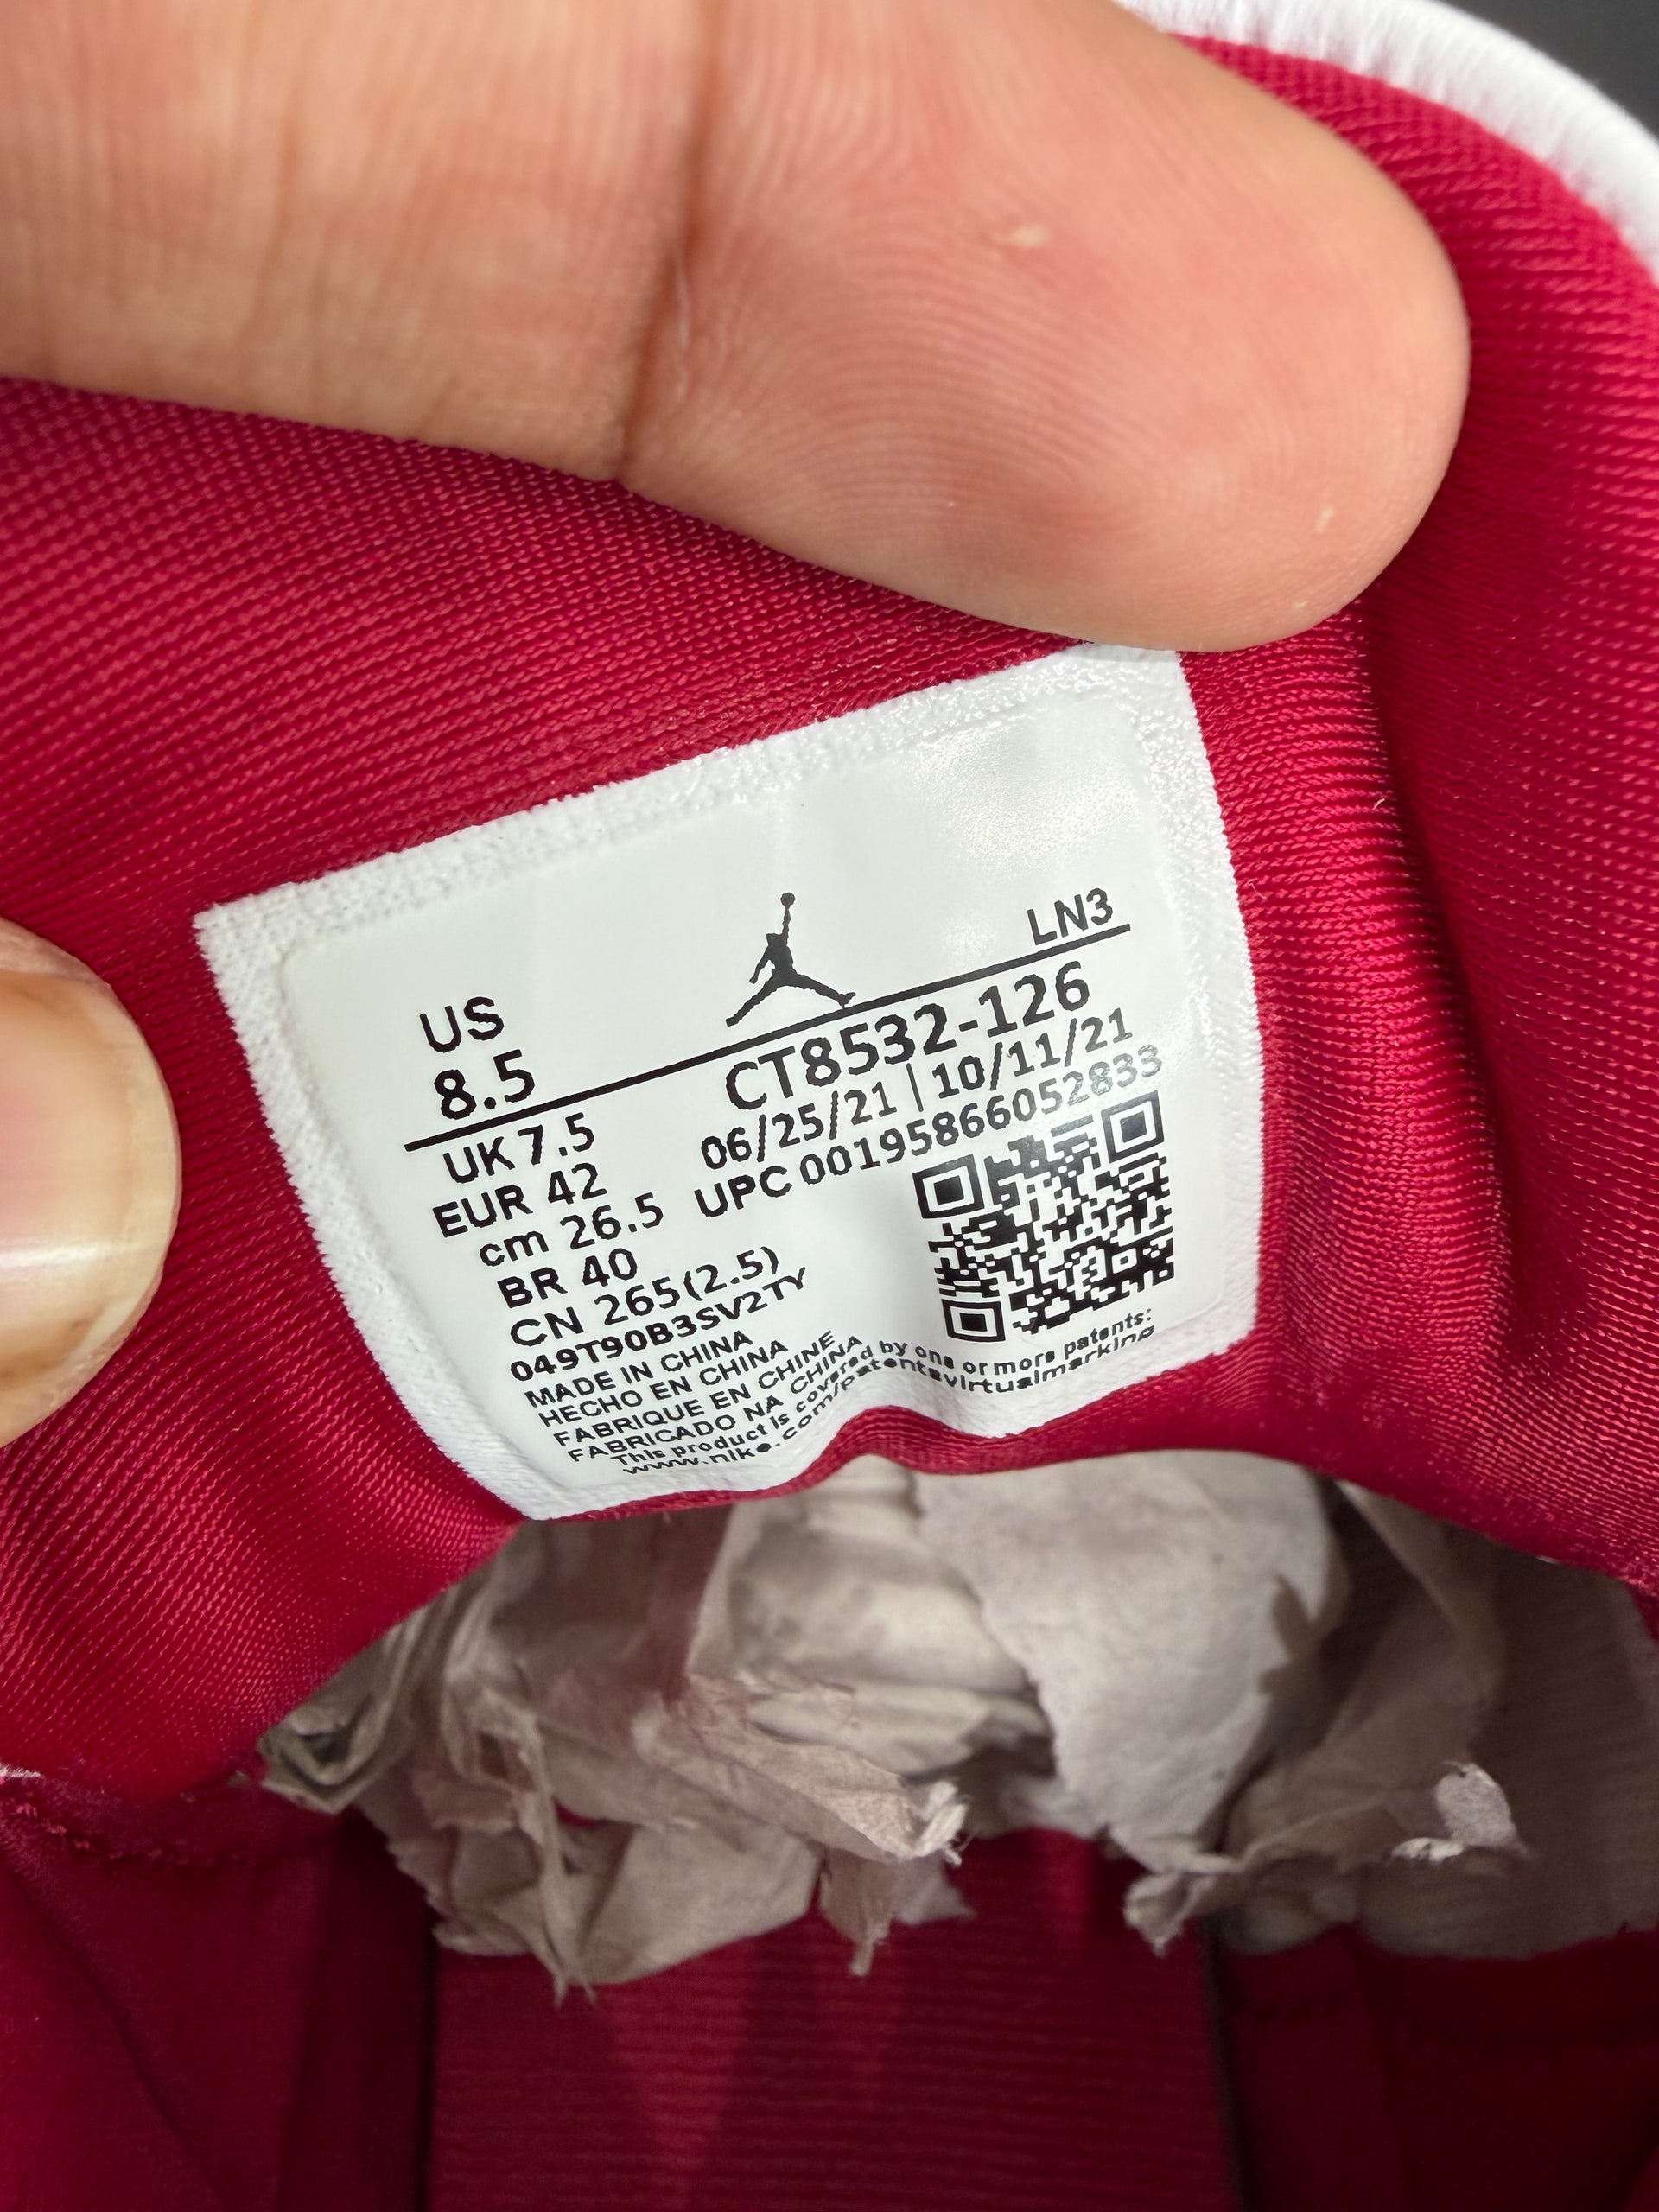 US
8.5
LN3
UK 7.5
EUR 42
cm 26.5
BR 40
CN 265(2.5)
049T90B3SV2TY
CT8532-126
06/25/21 | 10/11/21
UPC 00195866052833
MADE IN CHINA
HECHO EN CHINA
FABRIQUE EN CHINE
FABRICADO NA CHINA
This product is covered by one or more patents:
www.nike.com/patentsvirtualmarking